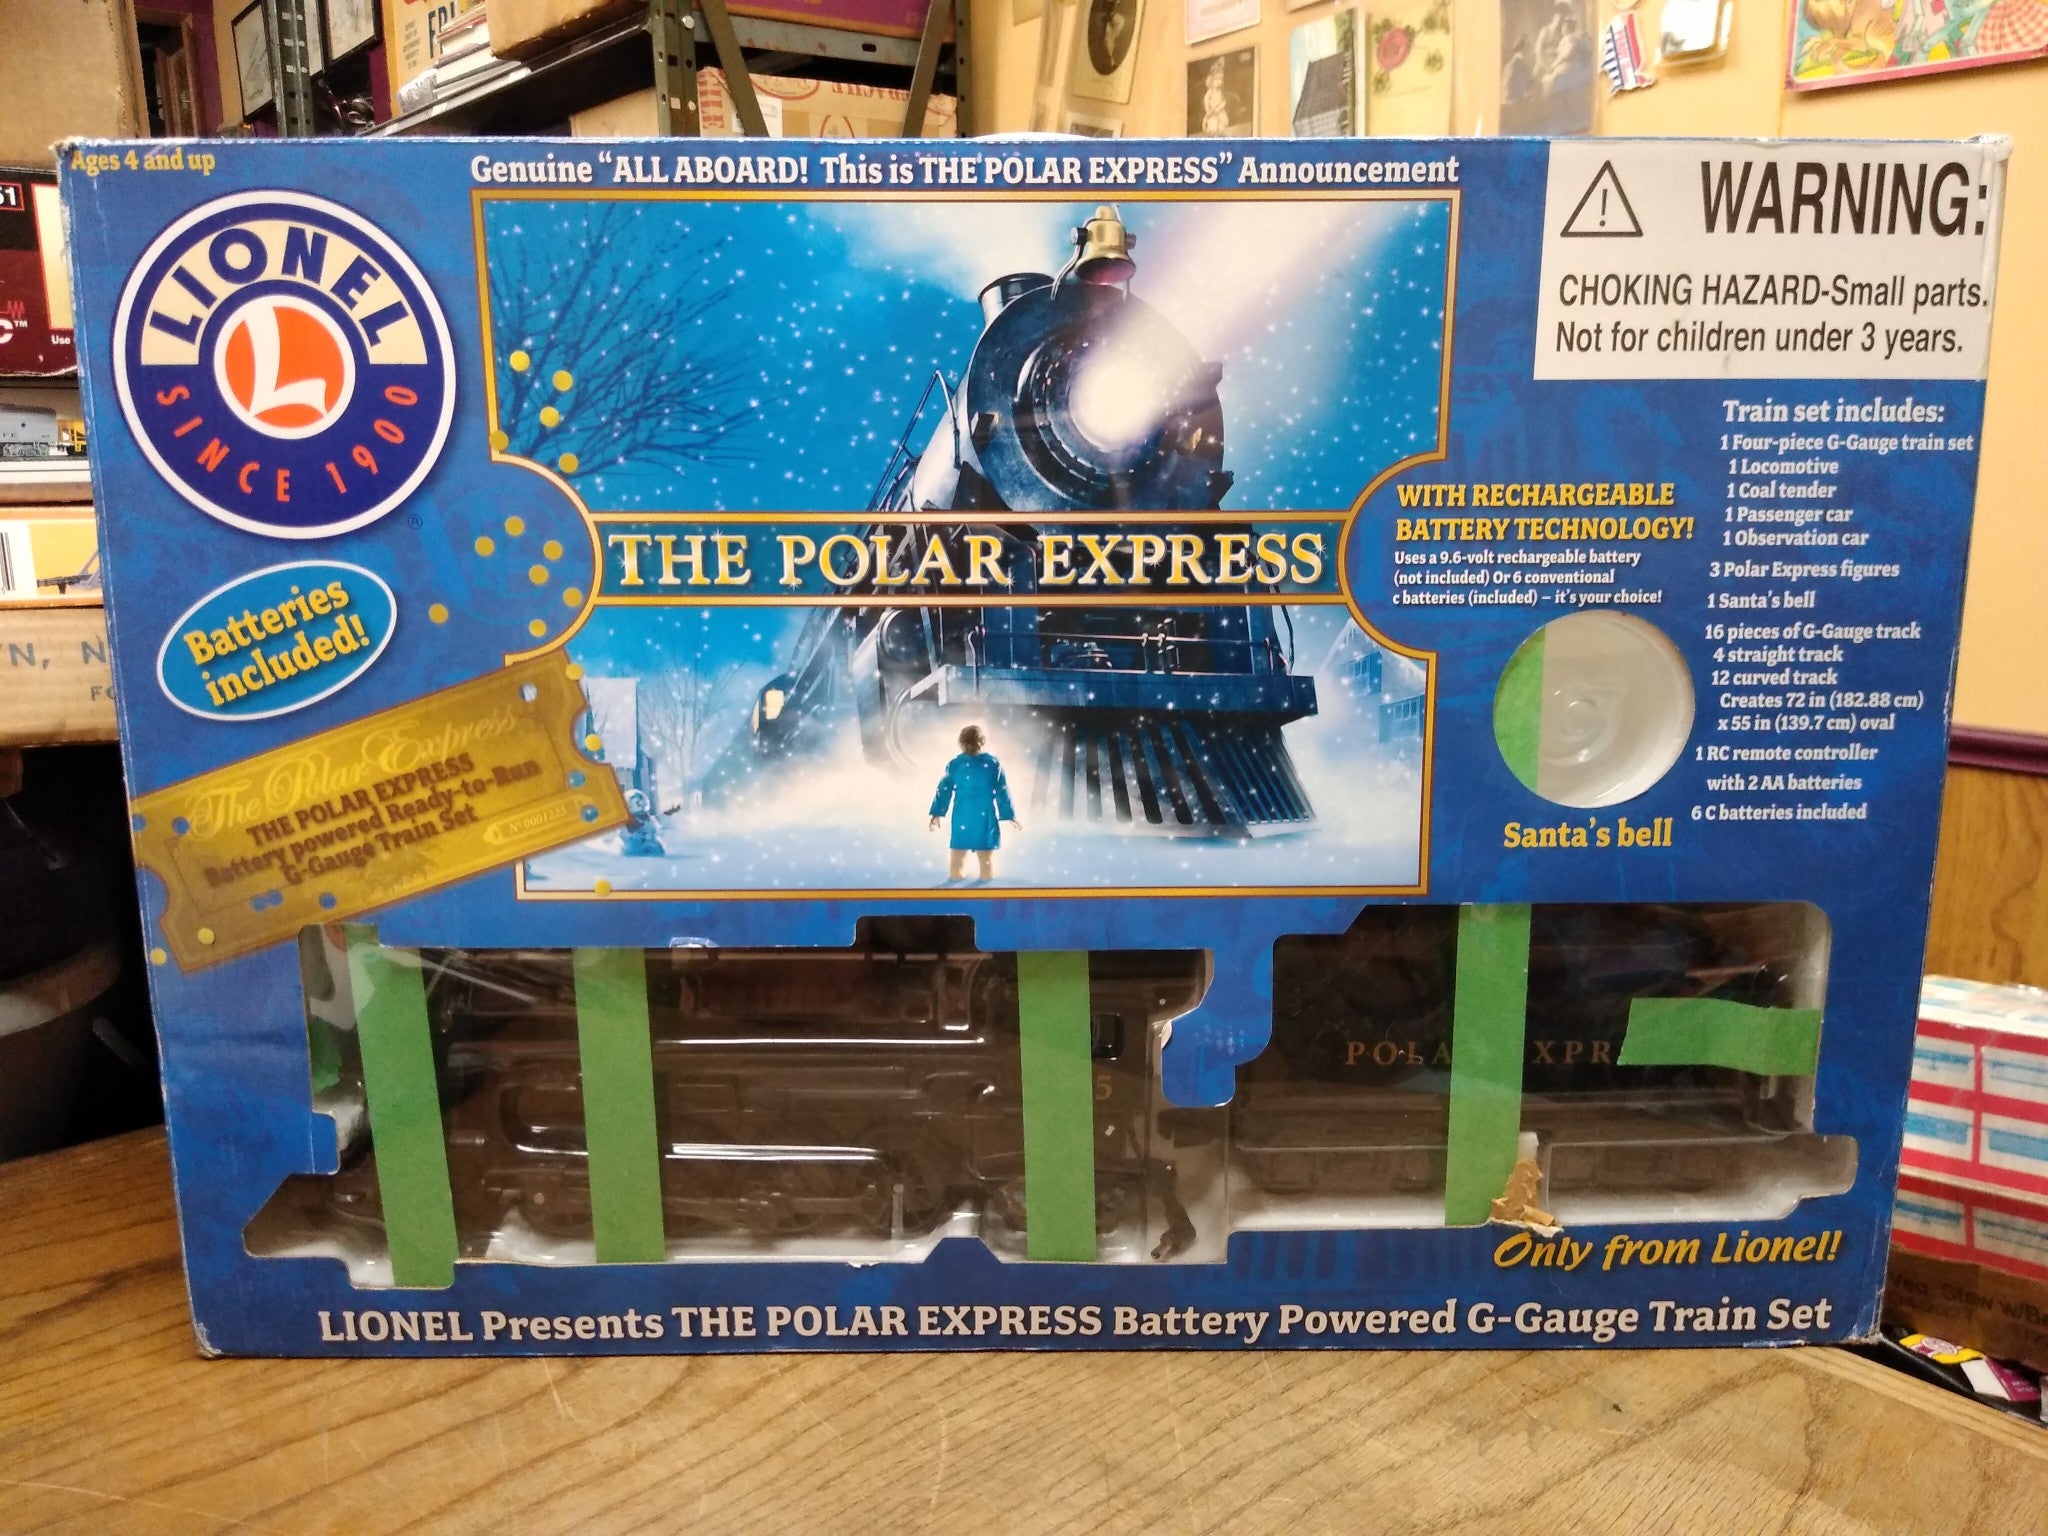 Ages 4 and up
Genuine "ALL ABOARD! This is THE POLAR EXPRESS" Announcement
LIONEL
SINCE 1900
®
Batteries
included!
The Polar Express
THE POLAR EXPRESS
Battery powered Ready-to-Run
G-Gauge Train Set
Nº 0001225
THE POLAR EXPRESS
WARNING:
CHOKING HAZARD-Small parts.
Not for children under 3 years.
WITH RECHARGEABLE
BATTERY TECHNOLOGY!
Uses a 9.6-volt rechargeable battery
(not included) Or 6 conventional
c batteries (included) – it's your choice!
Santa's bell
Train set includes:
1 Four-piece G-Gauge train set
1 Locomotive
1 Coal tender
1 Passenger car
1 Observation car
3 Polar Express figures
1 Santa's bell
16 pieces of G-Gauge track
4 straight track
12 curved track
Creates 72 in (182.88 cm)
x 55 in (139.7 cm) oval
1 RC remote controller
with 2 AA batteries
6 C batteries included
5
POLA XPR
Only from Lionel!
LIONEL Presents THE POLAR EXPRESS Battery Powered G-Gauge Train Set